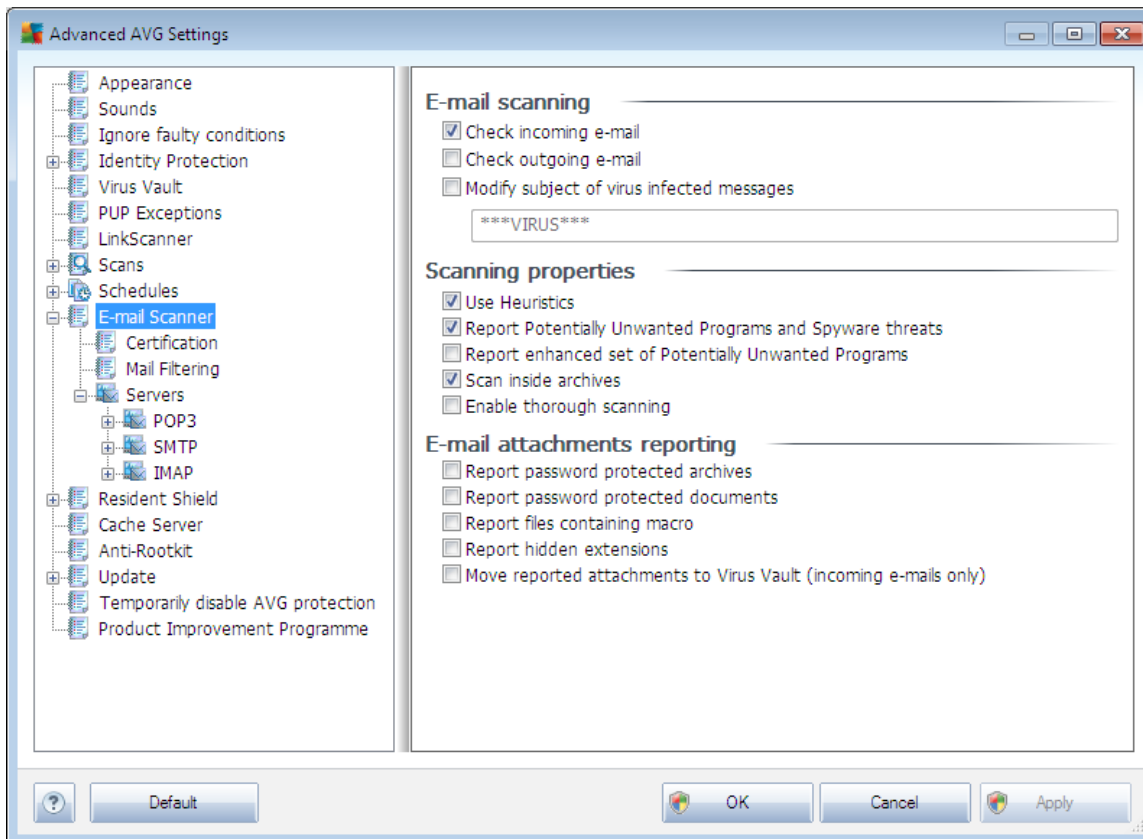 Advanced AVG Settings
Appearance
Sounds
Ignore faulty conditions
Identity Protection
Virus Vault
PUP Exceptions
LinkScanner
Scans
Schedules
E-mail Scanner
Certification
Mail Filtering
Servers
POP3
SMTP
IMAP
Resident Shield
Cache Server
Anti-Rootkit
Update
Temporarily disable AVG protection
Product Improvement Programme
E-mail scanning
Check incoming e-mail
Check outgoing e-mail
Modify subject of virus infected messages
***VIRUS***
Scanning properties
Use Heuristics
Report Potentially Unwanted Programs and Spyware threats
Report enhanced set of Potentially Unwanted Programs
Scan inside archives
Enable thorough scanning
E-mail attachments reporting
Report password protected archives
Report password protected documents
Report files containing macro
Report hidden extensions
Move reported attachments to Virus Vault (incoming e-mails only)
?
Default
OK
Cancel
Apply